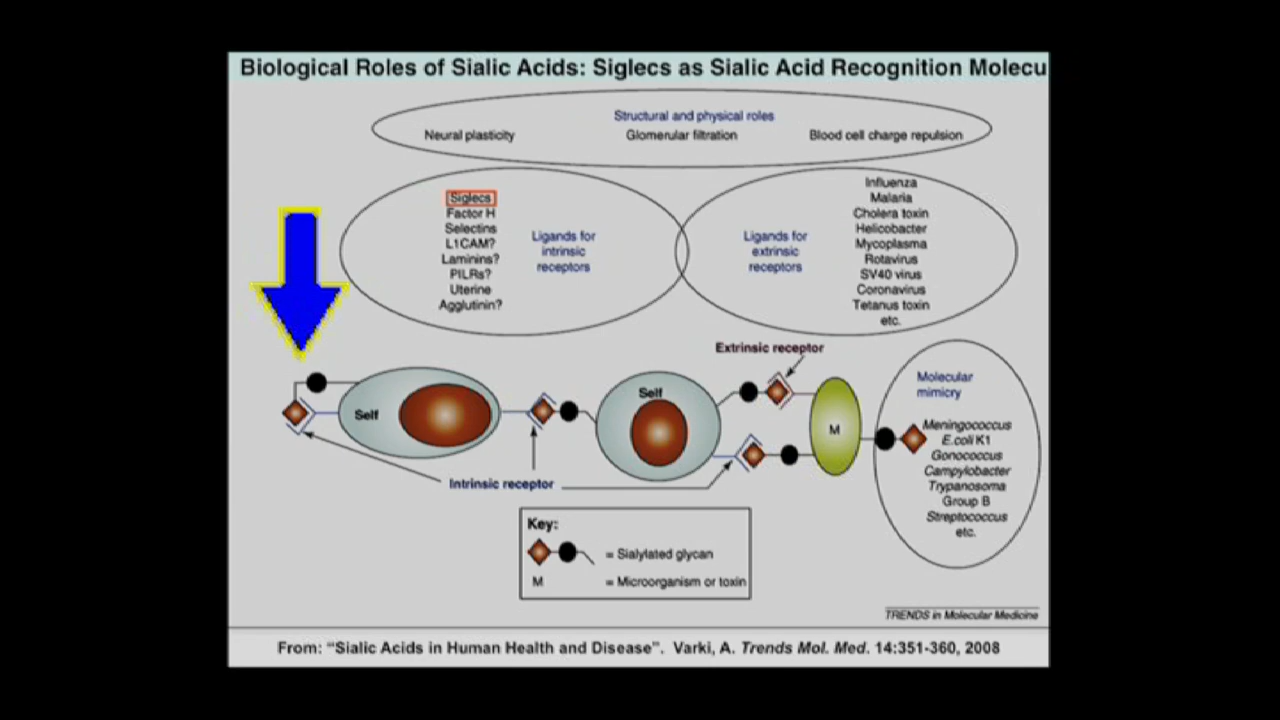 Biological Roles of Sialic Acids: Siglecs as Sialic Acid Recognition Molecu
Structural and physical roles
Neural plasticity Glomerular filtration Blood cell charge repulsion
Siglecs
Factor H
Selectins
L1CAM?
Laminins?
PILRs?
Uterine
Agglutinin?
Ligands for
intrinsic
receptors
Ligands for
extrinsic
receptors
Influenza
Malaria
Cholera toxin
Helicobacter
Mycoplasma
Rotavirus
SV40 virus
Coronavirus
Tetanus toxin
etc.
Extrinsic receptor
Self
Self
M
Intrinsic receptor
Molecular
mimicry
Meningococcus
E.coli K1
Gonococcus
Campylobacter
Trypanosoma
Group B
Streptococcus
etc.
Key:
= Sialylated glycan
M = Microorganism or toxin
TRENDS in Molecular Medicine
From: “Sialic Acids in Human Health and Disease”. Varki, A. Trends Mol. Med. 14:351-360, 2008